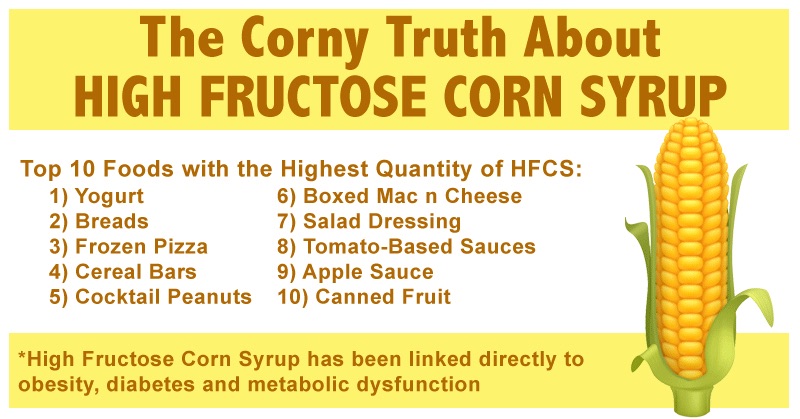 The Corny Truth About
HIGH FRUCTOSE CORN SYRUP
Top 10 Foods with the Highest Quantity of HFCS:
1) Yogurt
2) Breads
3) Frozen Pizza
4) Cereal Bars
5) Cocktail Peanuts
6) Boxed Mac n Cheese
7) Salad Dressing
8) Tomato-Based Sauces
9) Apple Sauce
10) Canned Fruit
*High Fructose Corn Syrup has been linked directly to
obesity, diabetes and metabolic dysfunction